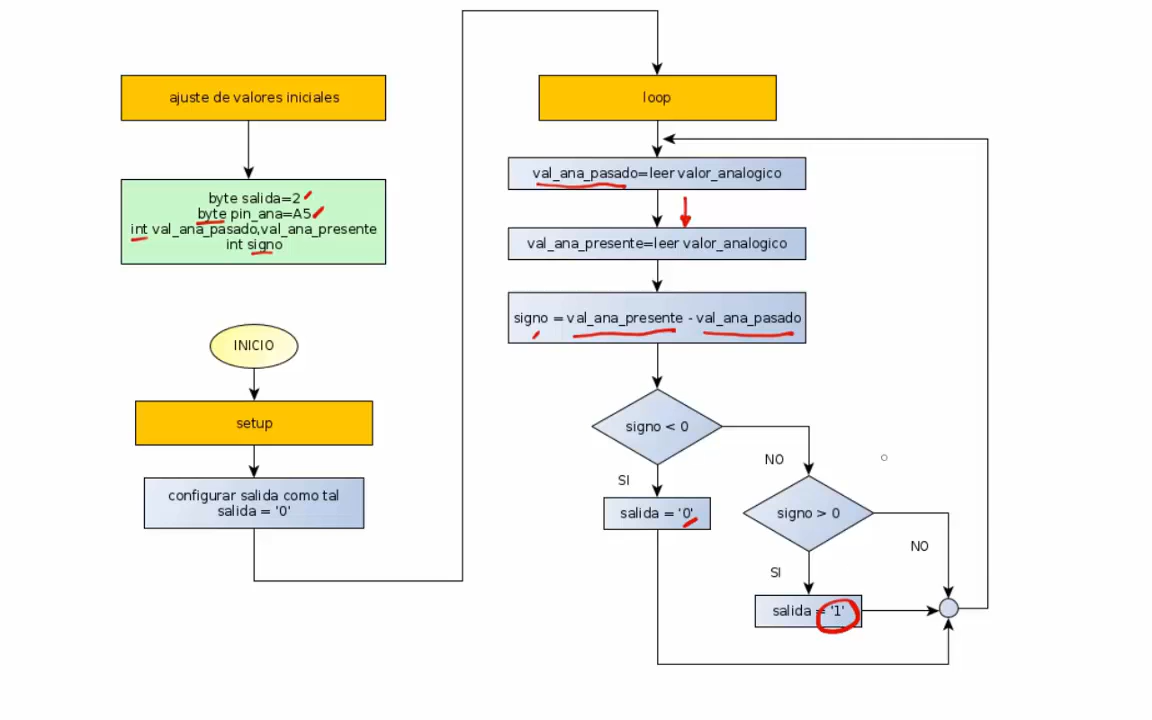 ajuste de valores iniciales
byte salida=2
byte pin_ana=A5
int val_ana_pasado,val_ana_presente
int signo
INICIO
setup
configurar salida como tal
salida = '0'
loop
val_ana_pasado=leer valor_analogico
val_ana_presente=leer valor_analogico
signo = val_ana_presente - val_ana_pasado
signo < 0
NO
SI
salida = '0'
signo > 0
NO
SI
salida = '1'